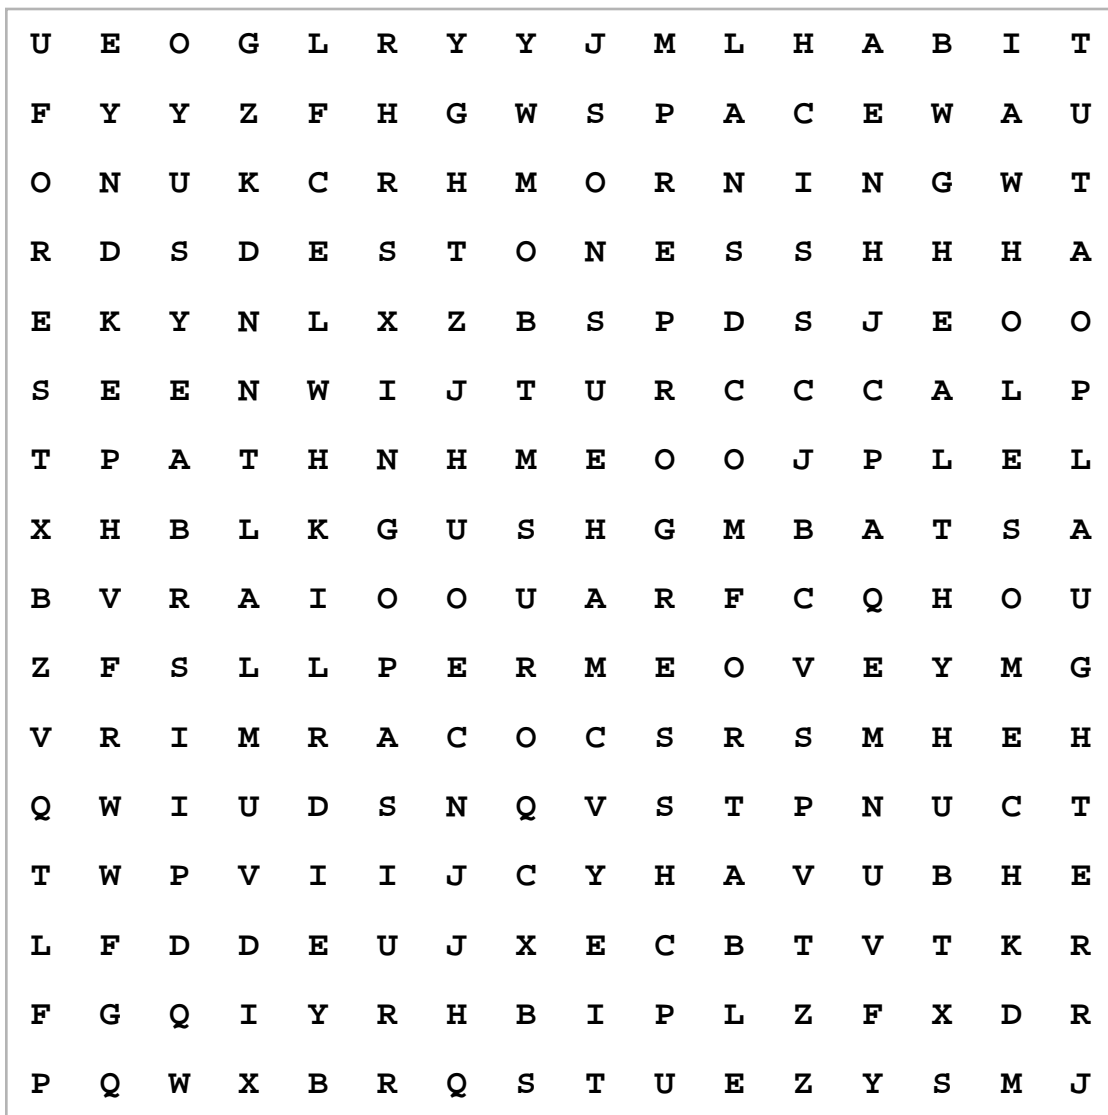 U E O G L R Y Y J M L H A B I T
F Y Y Z F H G W S P A C E W A U
O N U K C R H M O R N I N G W T
R D S D E S T O N E S S H H H A
E K Y N L X Z B S P D S J E O O
S E E N W I J T U R C C C A L P
T P A T H N H M E O O J P L E L
X H B L K G U S H G M B A T S A
B V R A I O O U A R F C Q H O U
Z F S L L P E R M E O V E Y M G
V R I M R A C O C S R S M H E H
Q W I U D S N Q V S T P N U C T
T W P V I I J C Y H A V U B H E
L F D D E U J X E C B T V T K R
F G Q I Y R H B I P L Z F X D R
P Q W X B R Q S T U E Z Y S M J